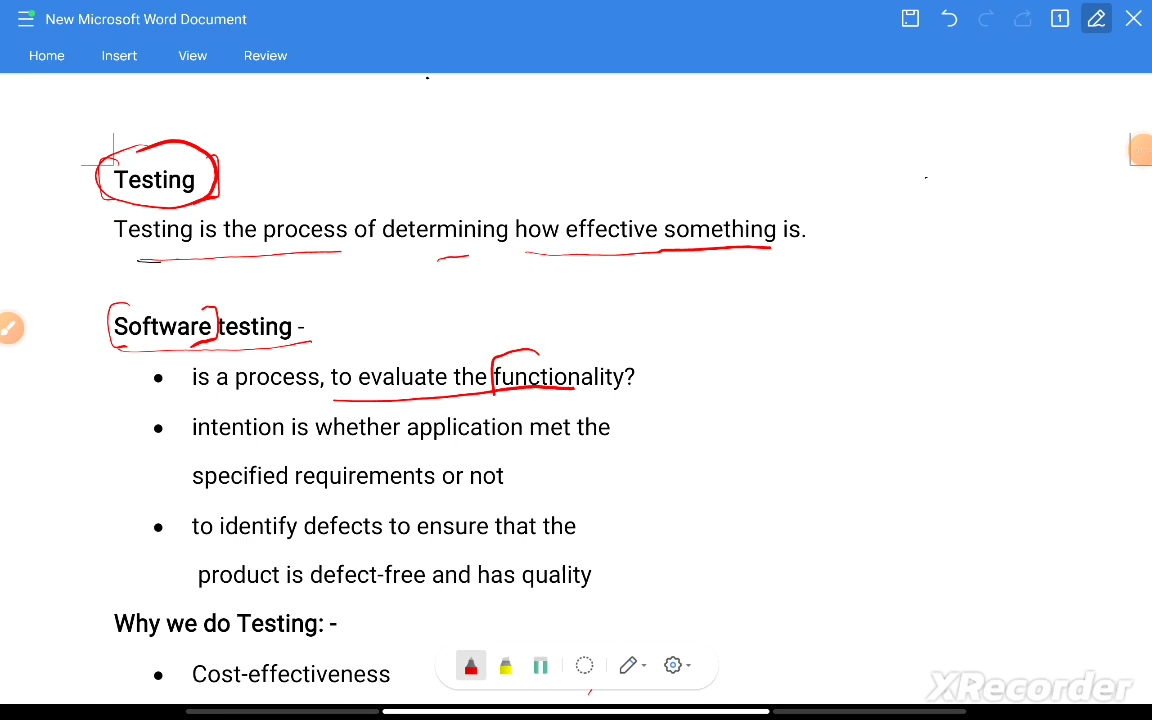 New Microsoft Word Document
1
Home Insert View Review
Testing
Testing is the process of determining how effective something is.
Software testing -
• is a process, to evaluate the functionality?
• intention is whether application met the
specified requirements or not
• to identify defects to ensure that the
product is defect-free and has quality
Why we do Testing: -
• Cost-effectiveness
XRecorder